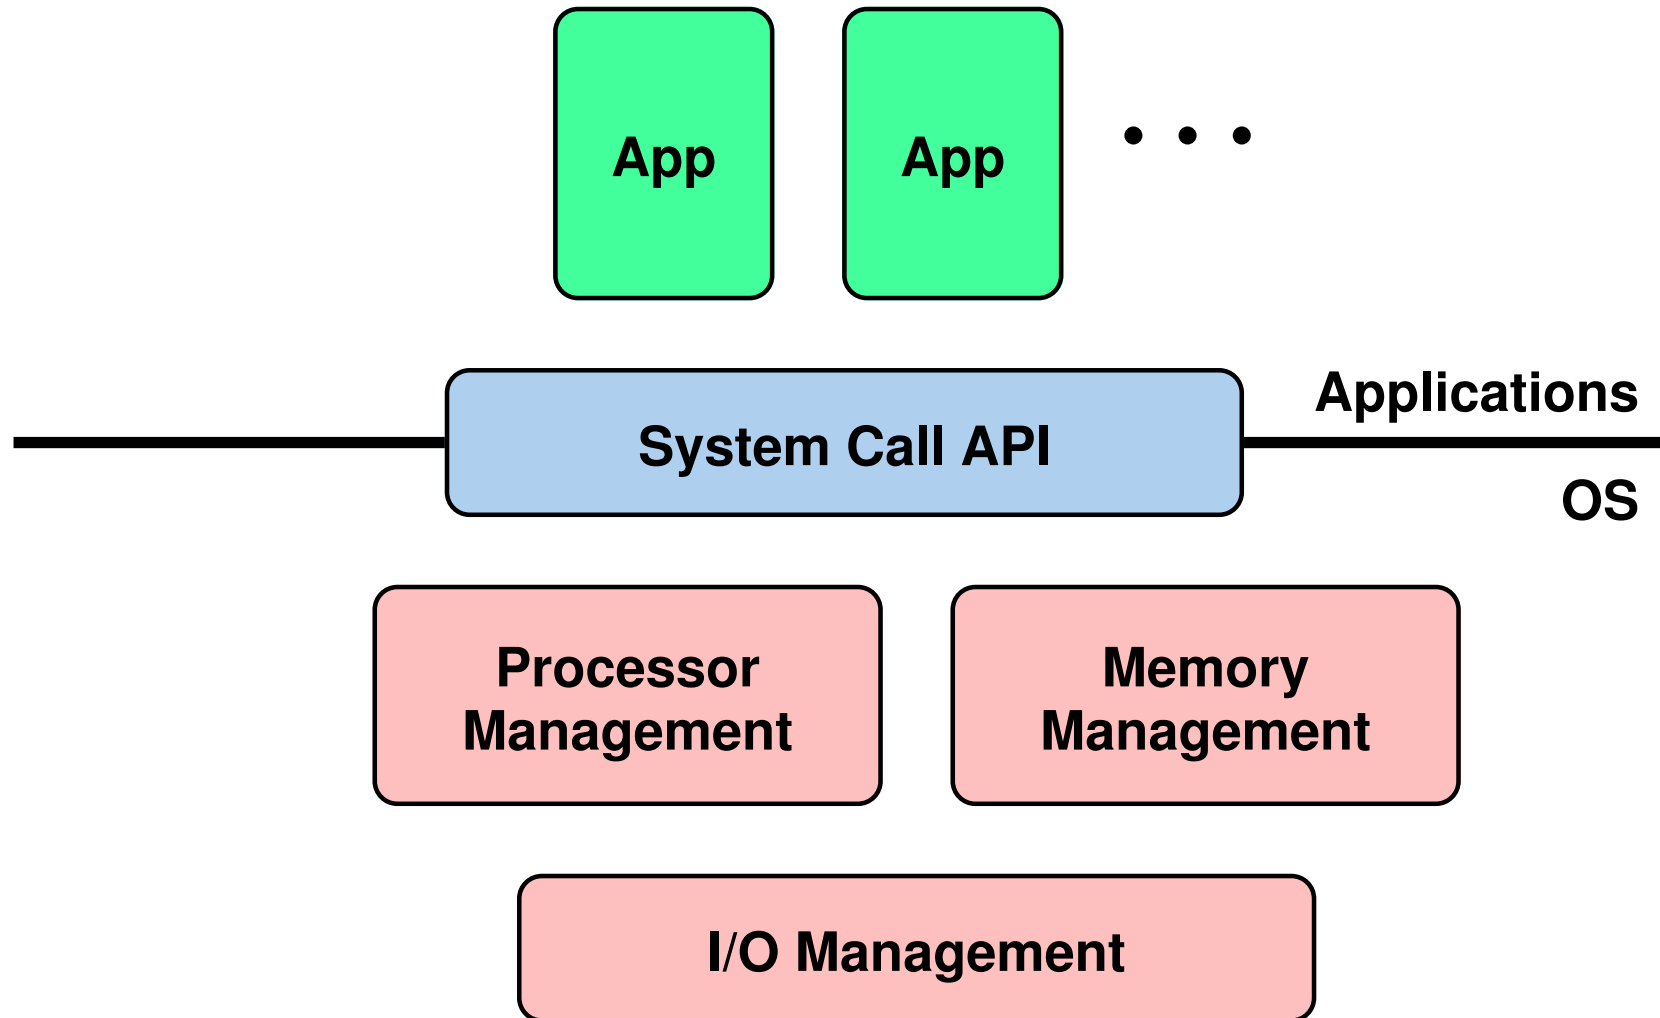 App
App
• • •
Applications
System Call API
OS
Processor
Management
Memory
Management
I/O Management